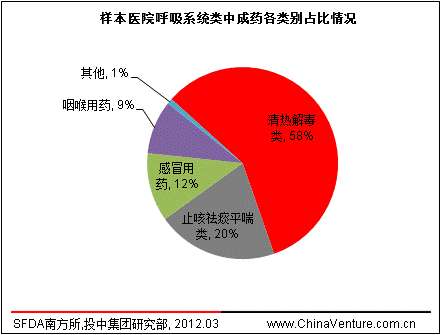 样本医院呼吸系统类中成药各类别占比情况
其他, 1%
咽喉用药, 9%
感冒用
药, 12%
止咳祛痰平喘
类, 20%
清热解毒
类, 58%
SFDA南方所,投中集团研究部, 2012.03
www.ChinaVenture.com.cn